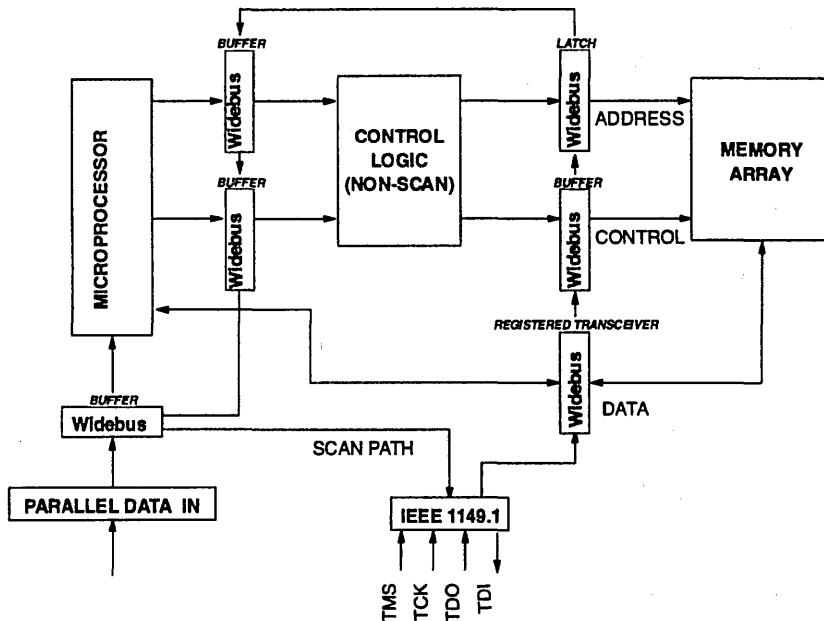 BUFFER
LATCH
Widebus
Widebus
MICROPROCESSOR
CONTROL
LOGIC
(NON-SCAN)
ADDRESS
MEMORY
ARRAY
BUFFER
BUFFER
Widebus
Widebus
CONTROL
REGISTERED TRANSCEIVER
Widebus
DATA
BUFFER
Widebus
SCAN PATH
PARALLEL DATA IN
IEEE 1149.1
TMS
TCK
TDO
TDI